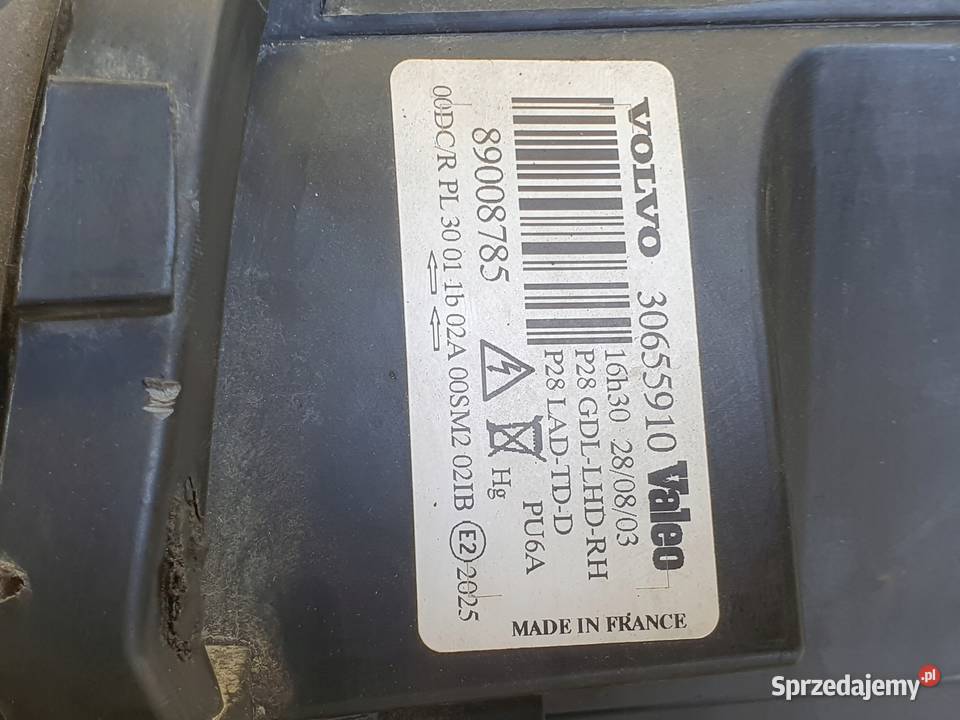 VOLVO 30655910 Valeo
16h30 28/08/03
P28 GDL-LHD-RH
P28 LAD-TD-D
89008785
Hg
PU6A
00DC/R PL 30 01 1b 02A 00SM2 02IB E2 2025
MADE IN FRANCE
Sprzedajemy.pl